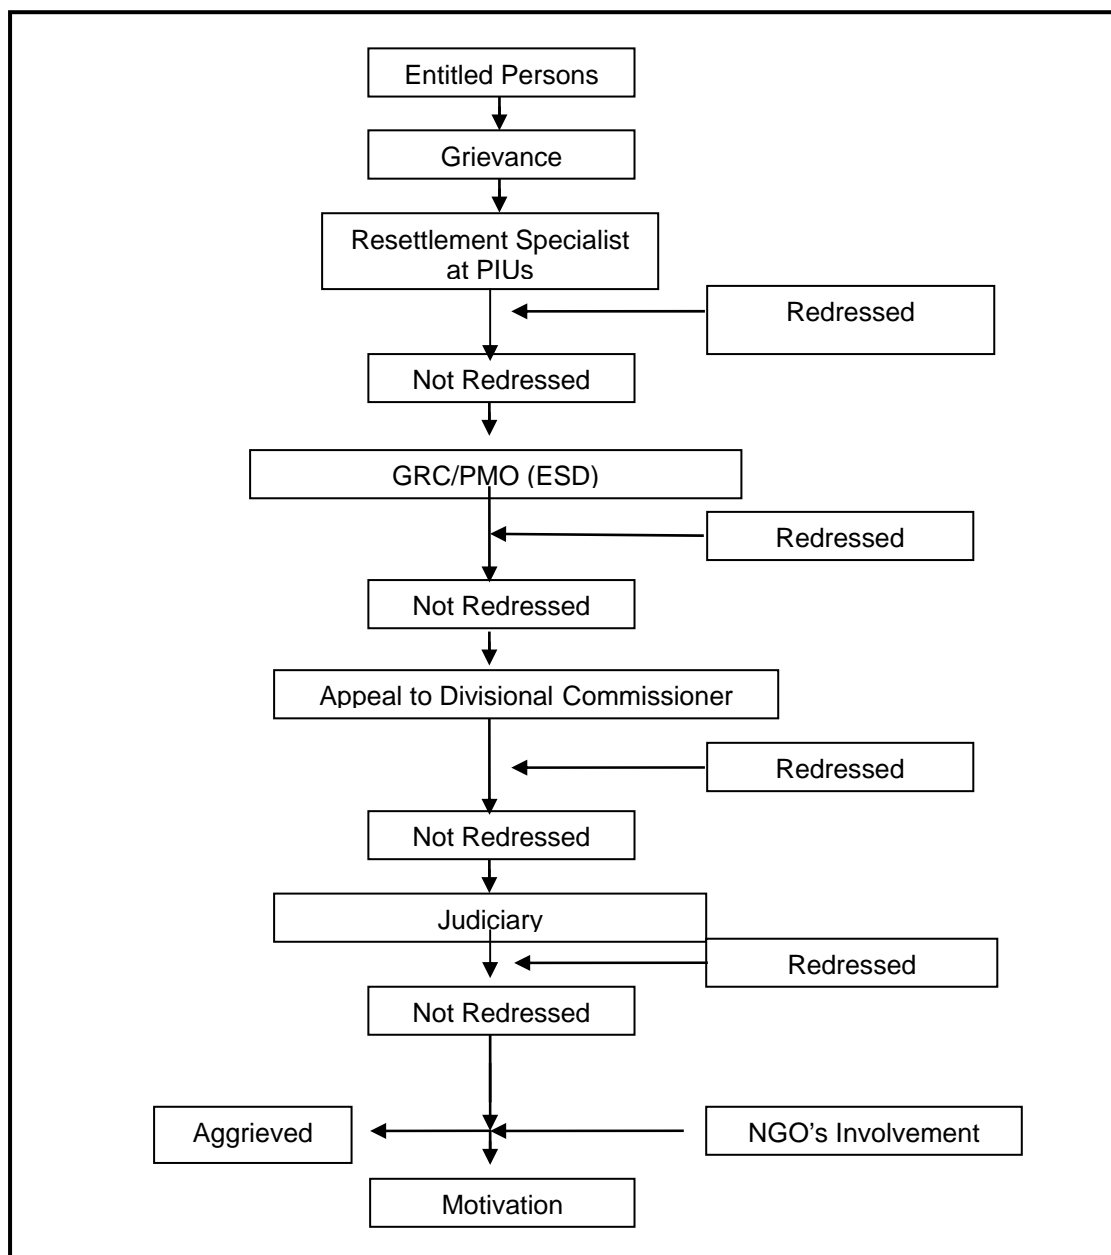 Entitled Persons
Grievance
Resettlement Specialist
at PIUs
Redressed
Not Redressed
GRC/PMO (ESD)
Redressed
Not Redressed
Appeal to Divisional Commissioner
Redressed
Not Redressed
Judiciary
Redressed
Not Redressed
Aggrieved
NGO's Involvement
Motivation